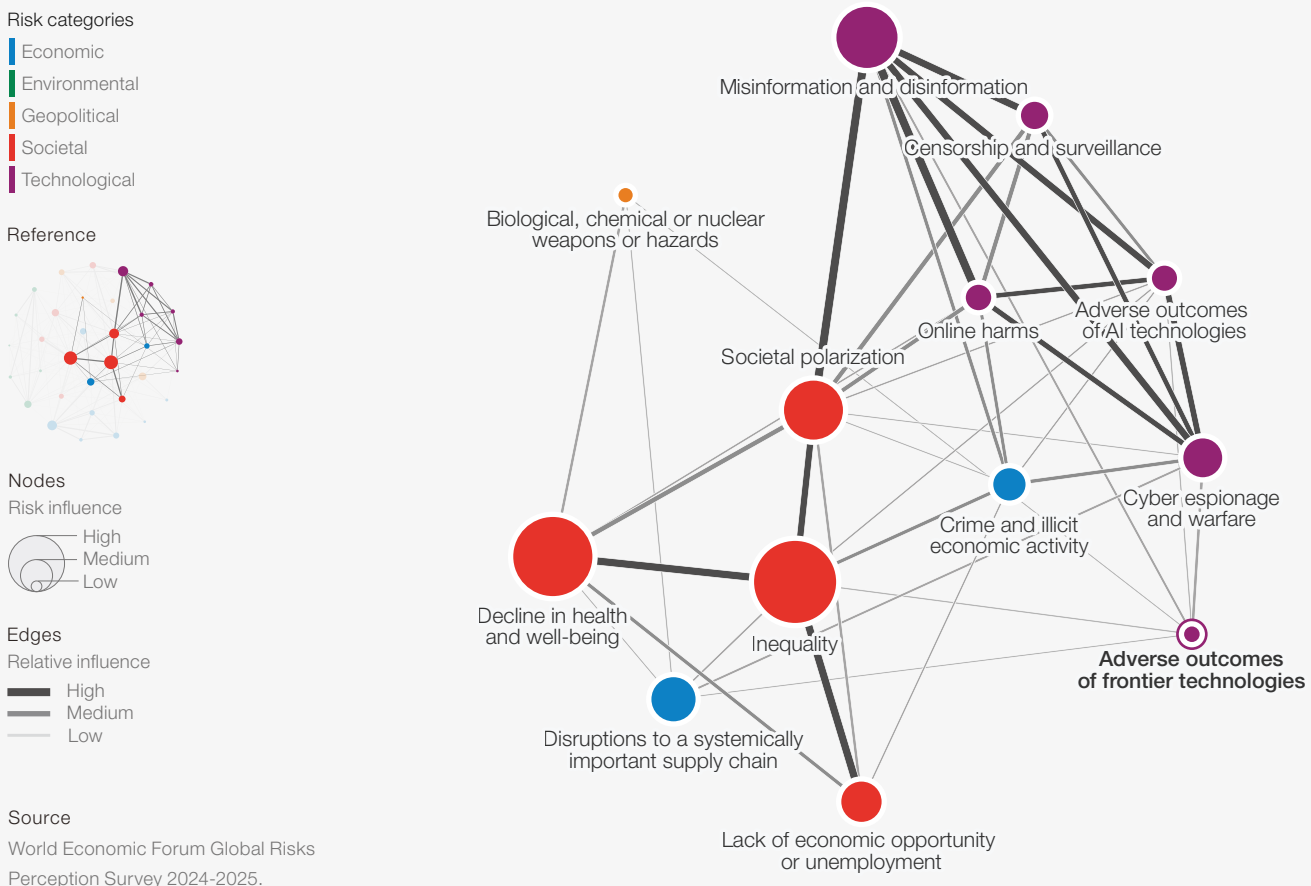 Risk categories
Economic
Environmental
Geopolitical
Societal
Technological
Reference
Nodes
Risk influence
High
Medium
Low
Edges
Relative influence
High
Medium
Low
Source
World Economic Forum Global Risks
Perception Survey 2024-2025.
Misinformation and disinformation
Censorship and surveillance
Biological, chemical or nuclear
weapons or hazards
Adverse outcomes
of AI technologies
Online harms
Societal polarization
Cyber espionage
and warfare
Crime and illicit
economic activity
Decline in health
and well-being
Inequality
Adverse outcomes
of frontier technologies
Disruptions to a systemically
important supply chain
Lack of economic opportunity
or unemployment